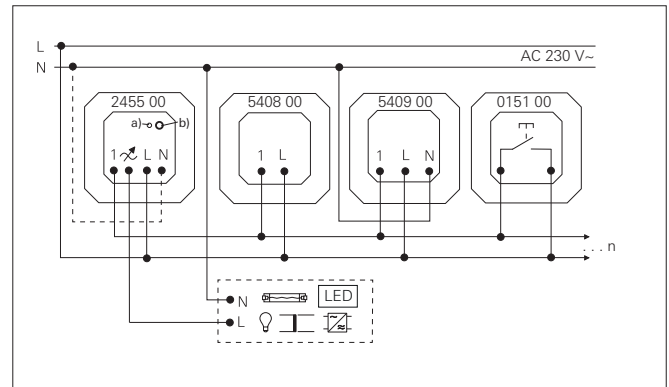 L
N
AC 230 V~
2455 00
5408 00
5409 00
0151 00
a)
b)
1 L N
1 L
1 L N
. . . n
N
LED
L